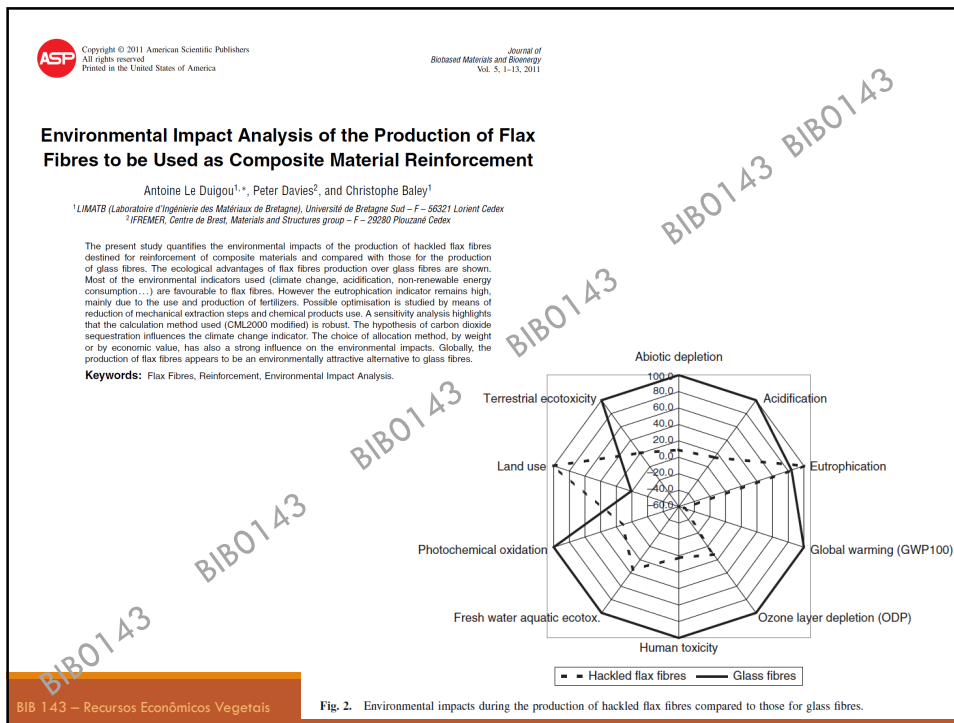 ASP
Copyright © 2011 American Scientific Publishers
All rights reserved
Printed in the United States of America
Journal of
Biobased Materials and Bioenergy
Vol. 5, 1–13, 2011
Environmental Impact Analysis of the Production of Flax
Fibres to be Used as Composite Material Reinforcement
Antoine Le Duigou1,*, Peter Davies2, and Christophe Baley1
1 LIMATB (Laboratoire d'Ingénierie des Matériaux de Bretagne), Université de Bretagne Sud – F – 56321 Lorient Cedex
2 IFREMER, Centre de Brest, Materials and Structures group – F – 29280 Plouzané Cedex
The present study quantifies the environmental impacts of the production of hackled flax fibres
destined for reinforcement of composite materials and compared with those for the production
of glass fibres. The ecological advantages of flax fibres production over glass fibres are shown.
Most of the environmental indicators used (climate change, acidification, non-renewable energy
consumption...) are favourable to flax fibres. However the eutrophication indicator remains high,
mainly due to the use and production of fertilizers. Possible optimisation is studied by means of
reduction of mechanical extraction steps and chemical products use. A sensitivity analysis highlights
that the calculation method used (CML2000 modified) is robust. The hypothesis of carbon dioxide
sequestration influences the climate change indicator. The choice of allocation method, by weight
or by economic value, has also a strong influence on the environmental impacts. Globally, the
production of flax fibres appears to be an environmentally attractive alternative to glass fibres.
Keywords: Flax Fibres, Reinforcement, Environmental Impact Analysis.
BIB0143
BIB0143
BIB0143
BIB0143
BIB0143
BIB0143
Abiotic depletion
100.0
80.0
60.0
40.0
20.0
0.0
–20.0
–40.0
–60.0
Terrestrial ecotoxicity
Acidification
Land use
Eutrophication
Photochemical oxidation
Global warming (GWP100)
Fresh water aquatic ecotox.
Ozone layer depletion (ODP)
Human toxicity
Hackled flax fibres
Glass fibres
BIB 143 – Recursos Econômicos Vegetais
Fig. 2. Environmental impacts during the production of hackled flax fibres compared to those for glass fibres.